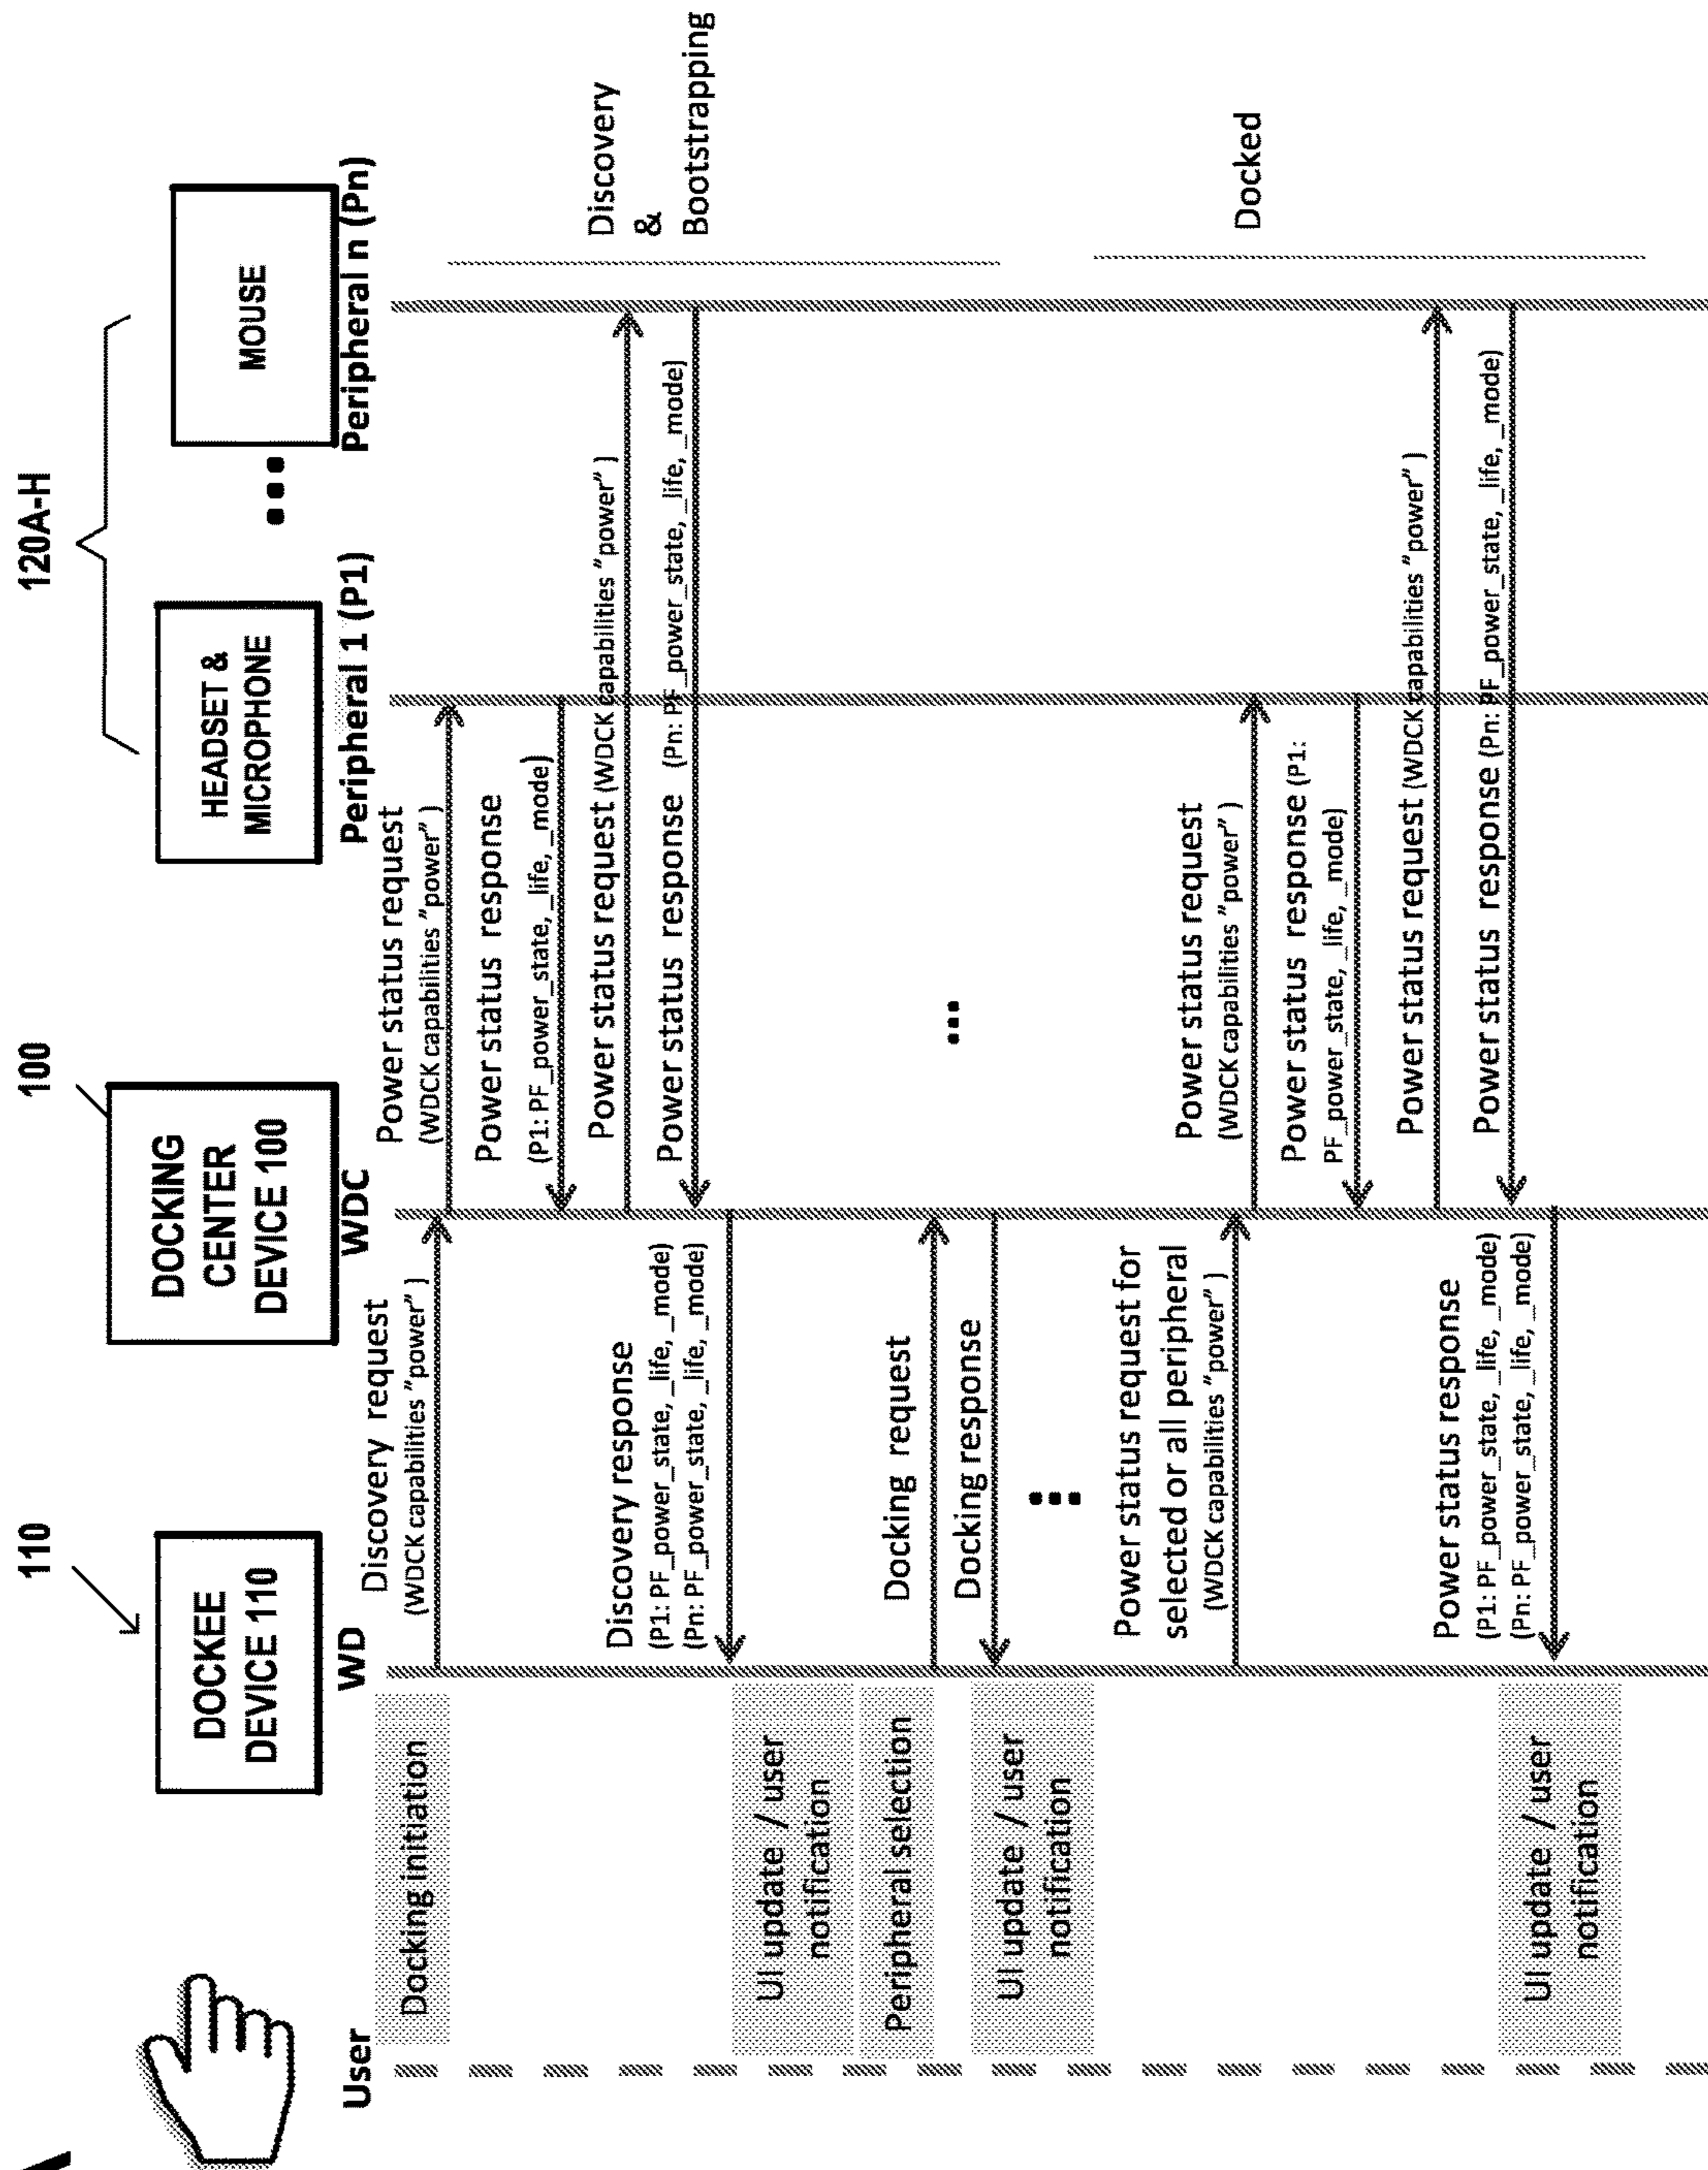 110
100
120A-H
DOCKEE
DEVICE 110
DOCKING
CENTER
DEVICE 100
HEADSET &
MICROPHONE
...
MOUSE
User
WD
WDC
Peripheral 1 (P1)
Peripheral n (Pn)
Docking initiation
Discovery request
(WDCK capabilities "power" )
Power status request
(WDCK capabilities "power" )
Power status response
(P1: PF_power_state, _life, _mode)
Power status request (WDCK capabilities "power" )
Power status response (Pn: PF_power_state, _life, _mode)
Discovery
&
Bootstrapping
Discovery response
(P1: PF_power_state, _life, _mode)
(Pn: PF_power_state, _life, _mode)
UI update / user
notification
Peripheral selection
Docking request
Docking response
UI update / user
notification
...
...
Power status request for
selected or all peripheral
(WDCK capabilities "power" )
Power status request
(WDCK capabilities "power" )
Docked
Power status response (P1:
PF_power_state, _life, _mode)
Power status request (WDCK capabilities "power" )
Power status response (Pn: PF_power_state, _life, _mode)
Power status response
(P1: PF_power_state, _life, _mode)
(Pn: PF_power_state, _life, _mode)
UI update / user
notification